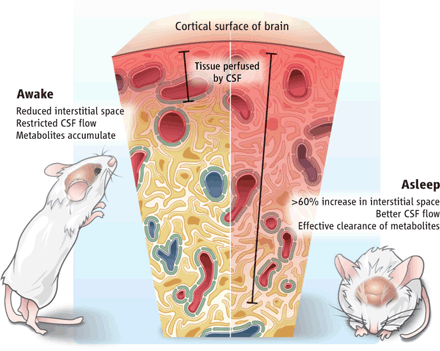 Cortical surface of brain
Tissue perfused
by CSF
Awake
Reduced interstitial space
Restricted CSF flow
Metabolites accumulate
Asleep
>60% increase in interstitial space
Better CSF flow
Effective clearance of metabolites